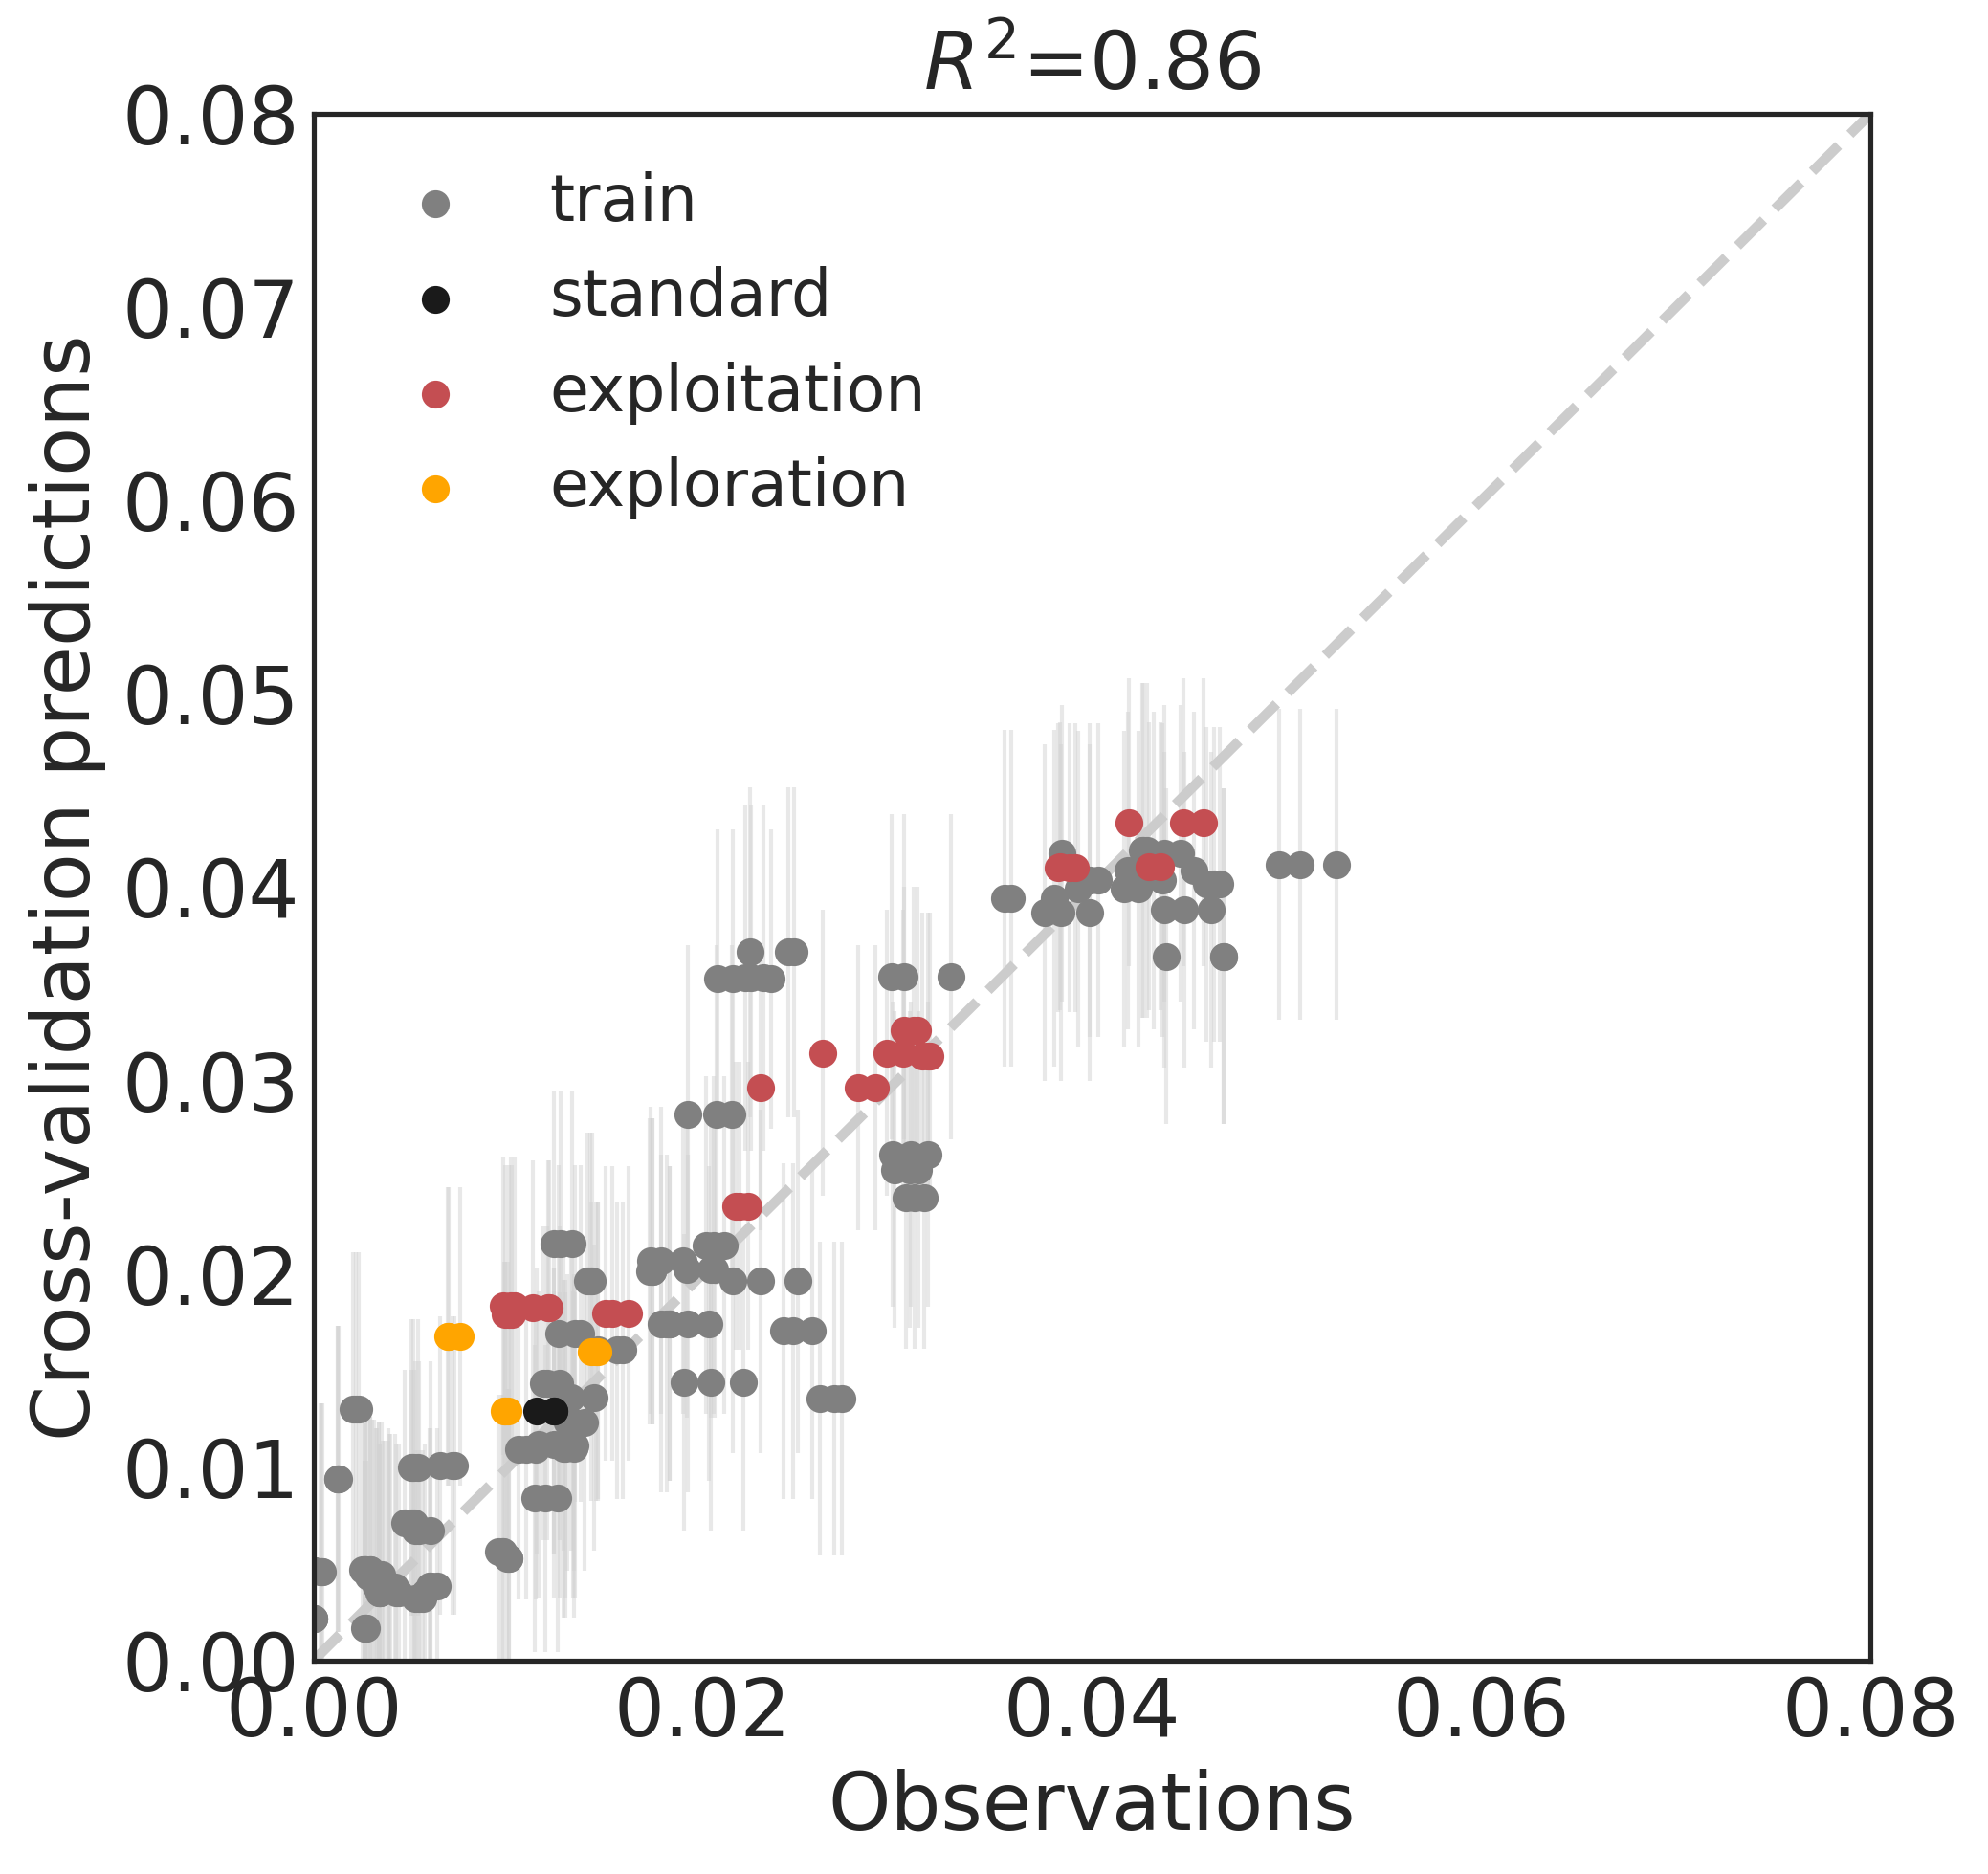 R²=0.86
0.08
0.07
0.06
0.05
0.04
0.03
0.02
0.01
0.00
Cross-validation predictions
train
standard
exploitation
exploration
0.00 0.02 0.04 0.06 0.08
Observations